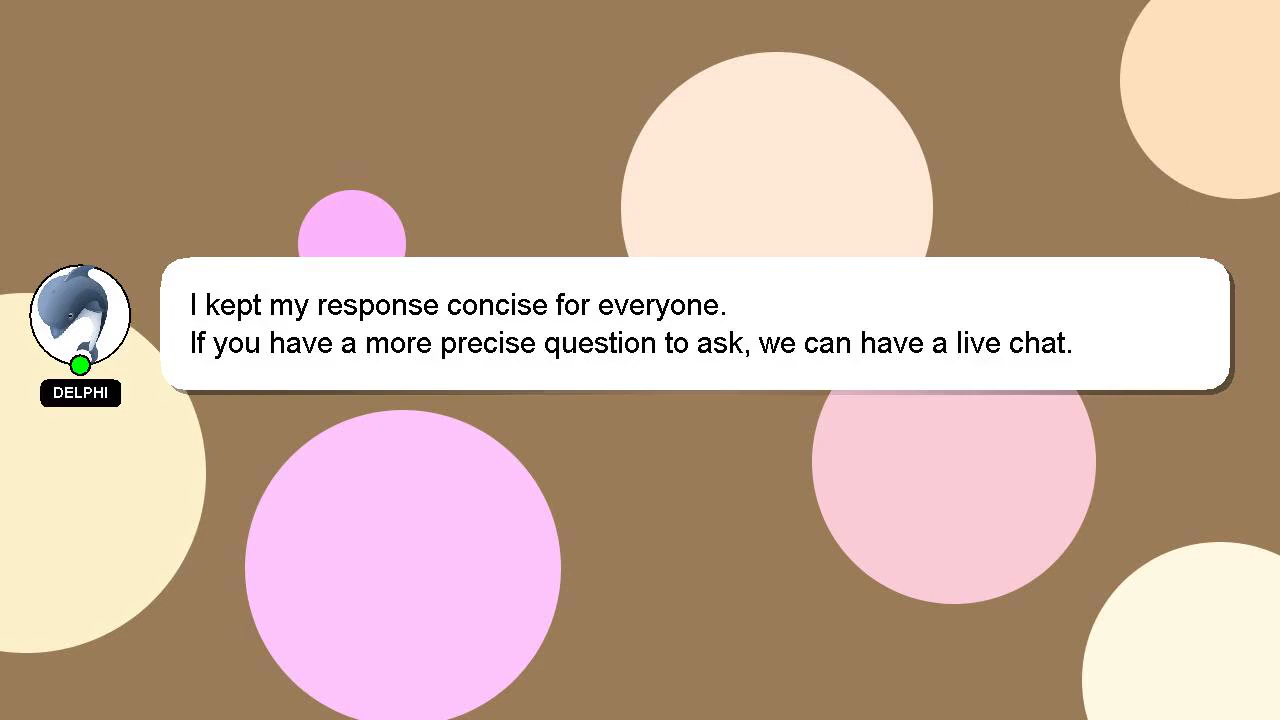 I kept my response concise for everyone.
If you have a more precise question to ask, we can have a live chat.
DELPHI